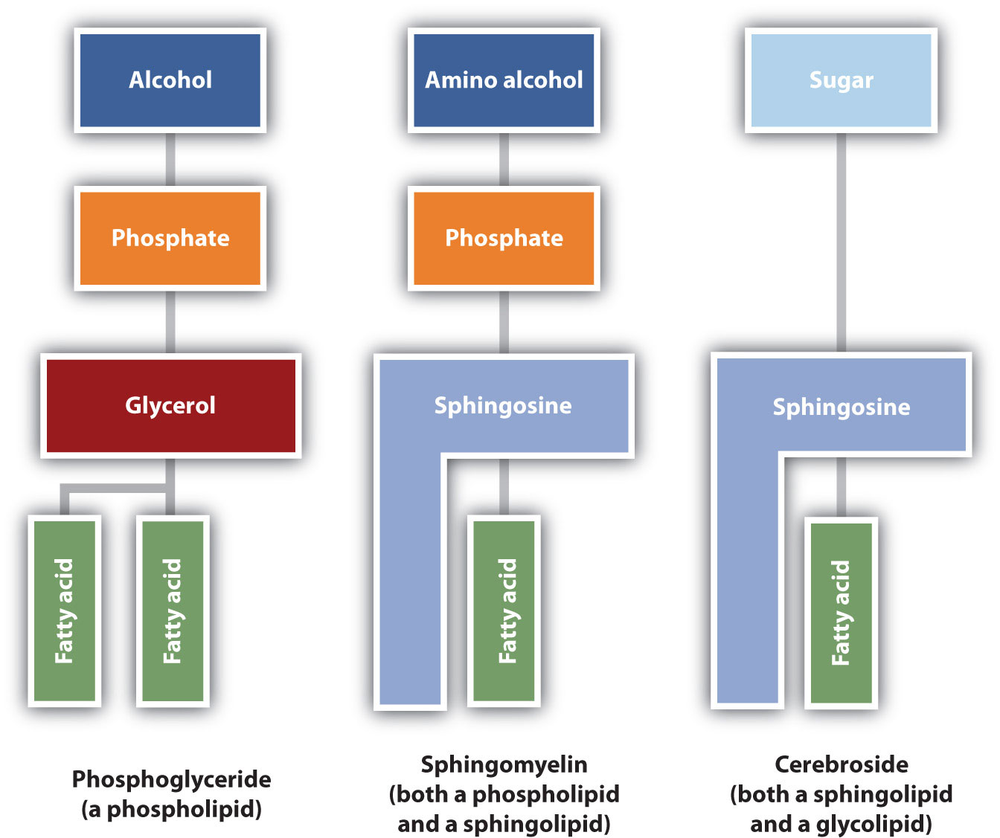 Alcohol
Phosphate
Glycerol
Fatty acid
Fatty acid
Phosphoglyceride
(a phospholipid)
Amino alcohol
Phosphate
Sphingosine
Fatty acid
Sphingomyelin
(both a phospholipid
and a sphingolipid)
Sugar
Sphingosine
Fatty acid
Cerebroside
(both a sphingolipid
and a glycolipid)